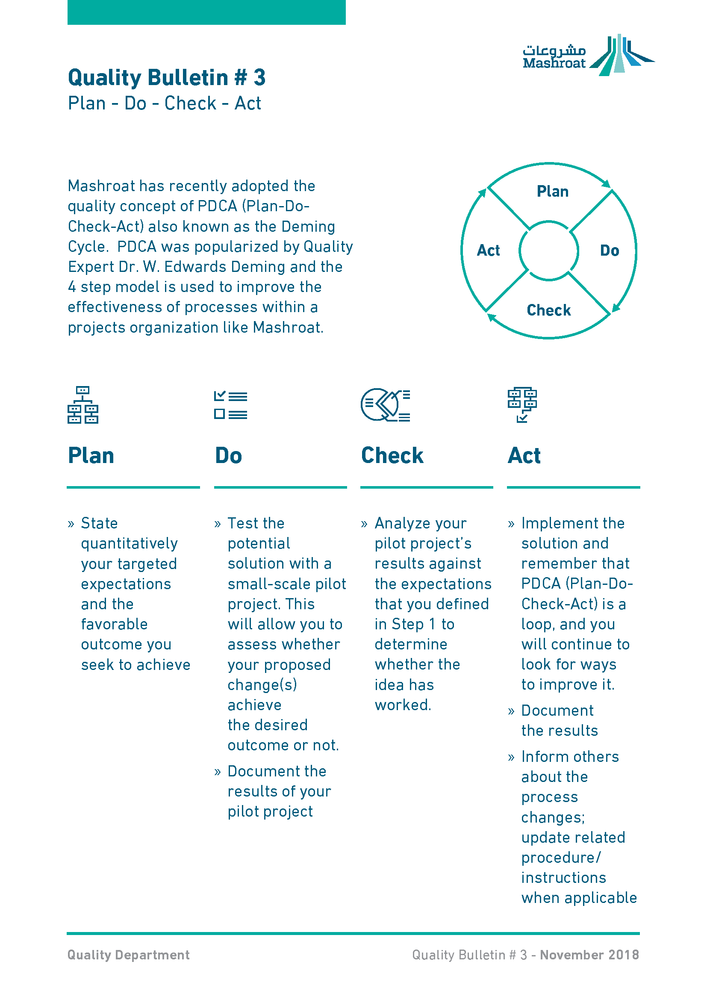 مشروعات
Mashroat
Quality Bulletin # 3
Plan - Do - Check - Act
Mashroat has recently adopted the
quality concept of PDCA (Plan-Do-
Check-Act) also known as the Deming
Cycle.  PDCA was popularized by Quality
Expert Dr. W. Edwards Deming and the
4 step model is used to improve the
effectiveness of processes within a
projects organization like Mashroat.
Plan
Do
Check
Act
Plan
» State
quantitatively
your targeted
expectations
and the
favorable
outcome you
seek to achieve
Do
» Test the
potential
solution with a
small-scale pilot
project. This
will allow you to
assess whether
your proposed
change(s)
achieve
the desired
outcome or not.
» Document the
results of your
pilot project
Check
» Analyze your
pilot project’s
results against
the expectations
that you defined
in Step 1 to
determine
whether the
idea has
worked.
Act
» Implement the
solution and
remember that
PDCA (Plan-Do-
Check-Act) is a
loop, and you
will continue to
look for ways
to improve it.
» Document
the results
» Inform others
about the
process
changes;
update related
procedure/
instructions
when applicable
Quality Department
Quality Bulletin # 3 - November 2018